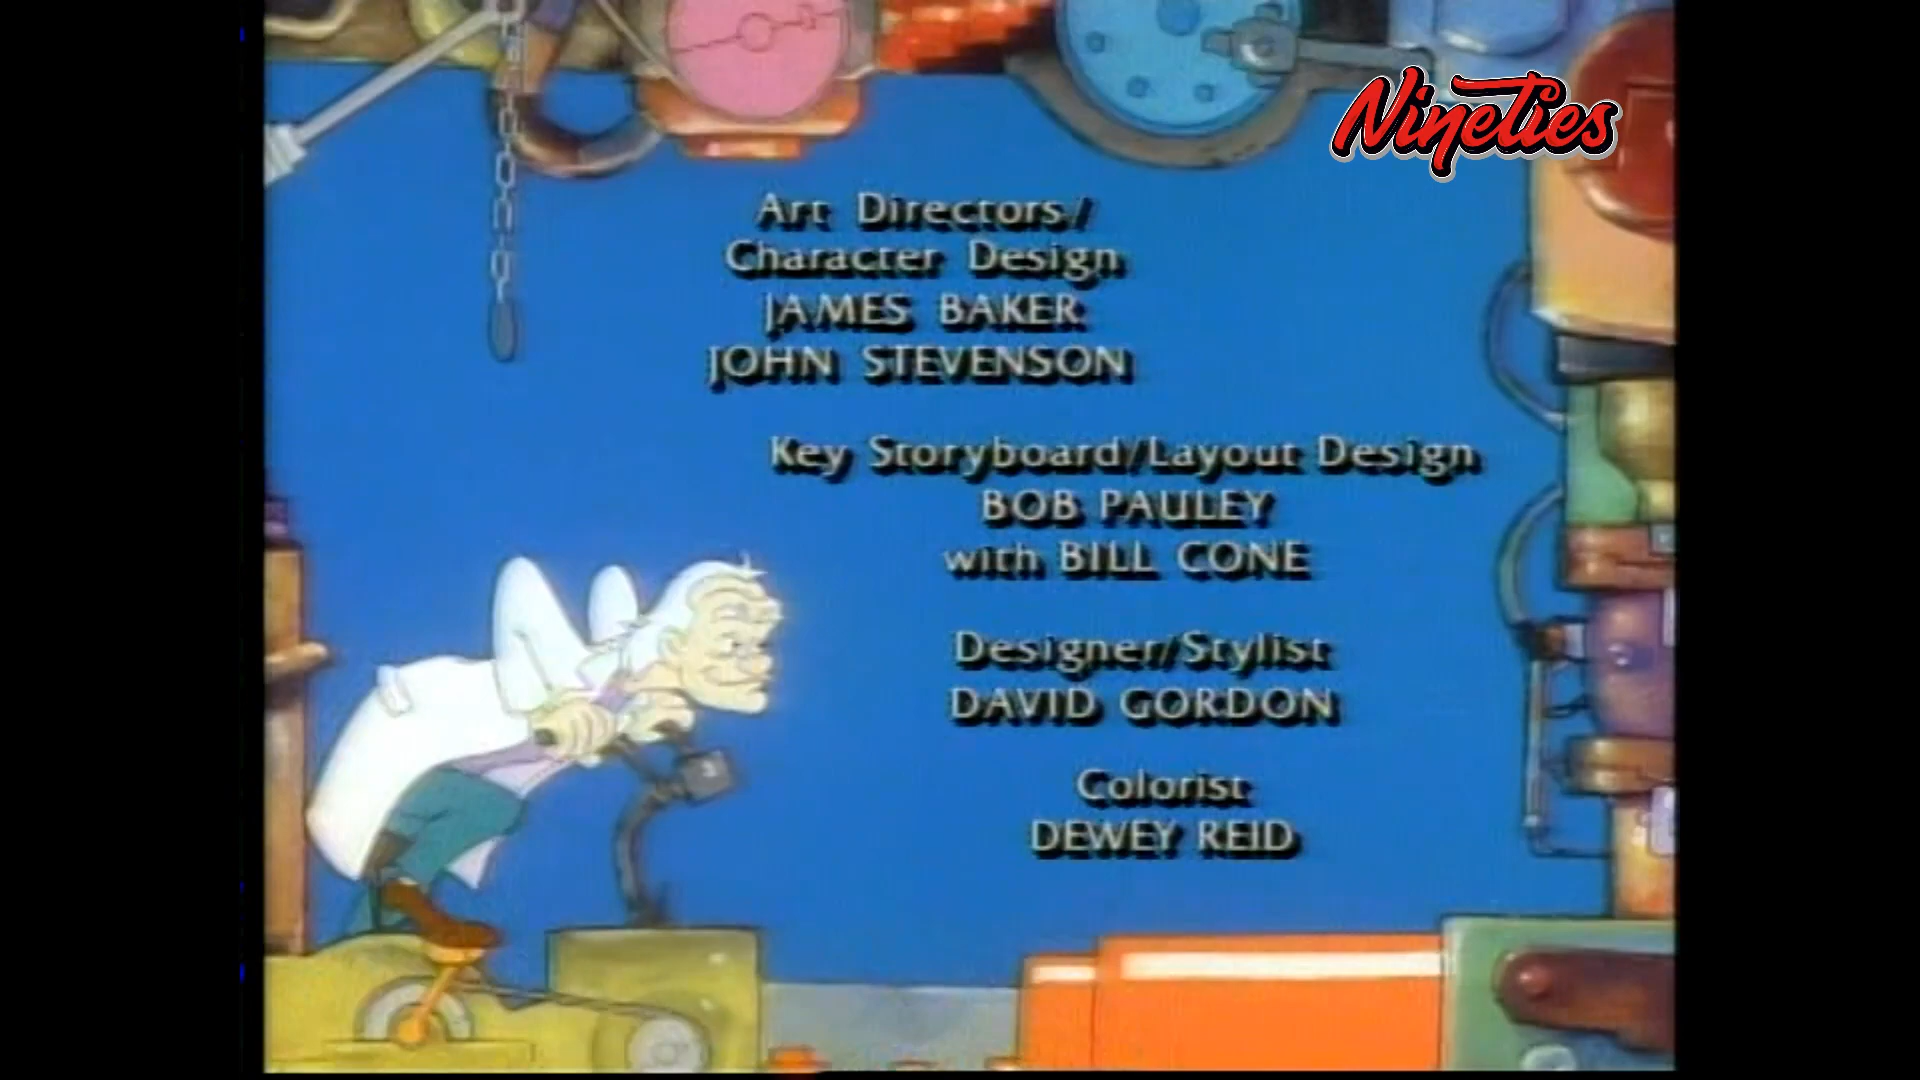 Nineties
Art Directors/
Character Design
JAMES BAKER
JOHN STEVENSON
Key Storyboard/Layout Design
BOB PAULEY
with BILL CONE
Designer/Stylist
DAVID GORDON
Colorist
DEWEY REID